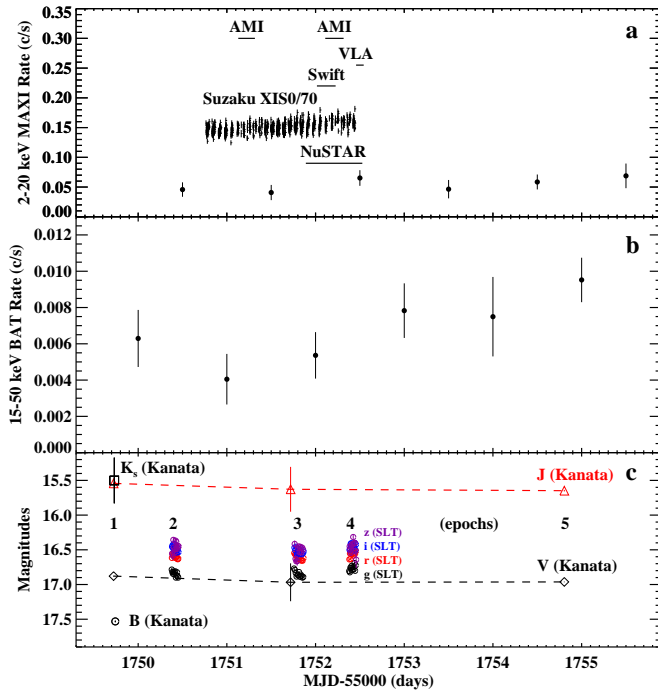 AMI AMI a
VLA
Swift
Suzaku XIS0/70
NuSTAR
2-20 keV MAXI Rate (c/s)
0.35
0.30
0.25
0.20
0.15
0.10
0.05
0.00
b
15-50 keV BAT Rate (c/s)
0.012
0.010
0.008
0.006
0.004
0.002
0.000
c
Ks (Kanata)
J (Kanata)
1 2 3 4 (epochs) 5
z (SLT)
i (SLT)
r (SLT)
g (SLT)
V (Kanata)
B (Kanata)
Magnitudes
15.5
16.0
16.5
17.0
17.5
1750 1751 1752 1753 1754 1755
MJD-55000 (days)